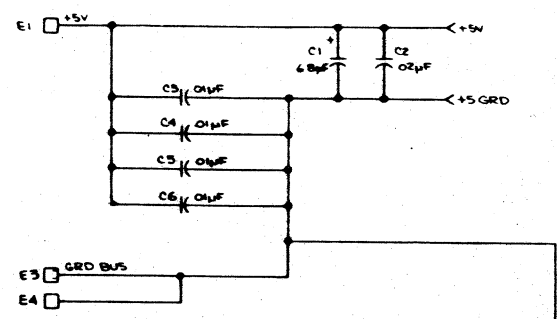 E1 +5V
<+5V
C1 + 6.8µF
C2 .02µF
C3 .01µF
<+5 GRD
C4 .01µF
C5 .01µF
C6 .01µF
E3 GRD BUS
E4